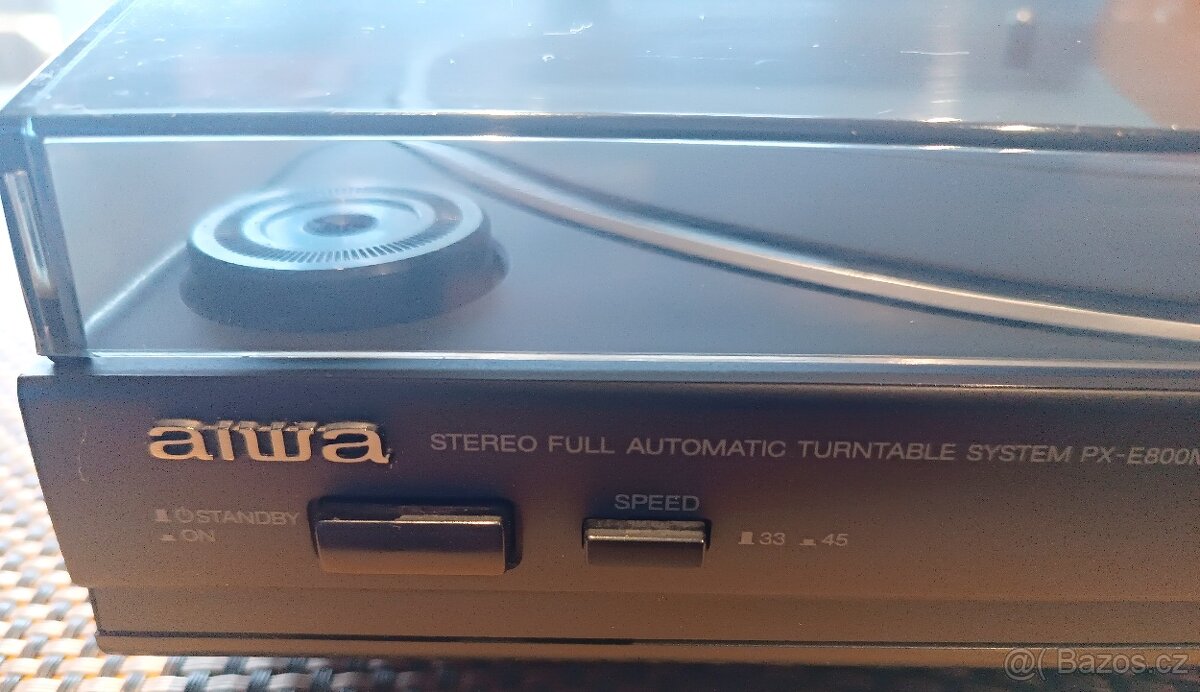 aiwa STEREO FULL AUTOMATIC TURNTABLE SYSTEM PX-E800
SPEED
STANDBY
ON
33 45
@( Bazos.cz